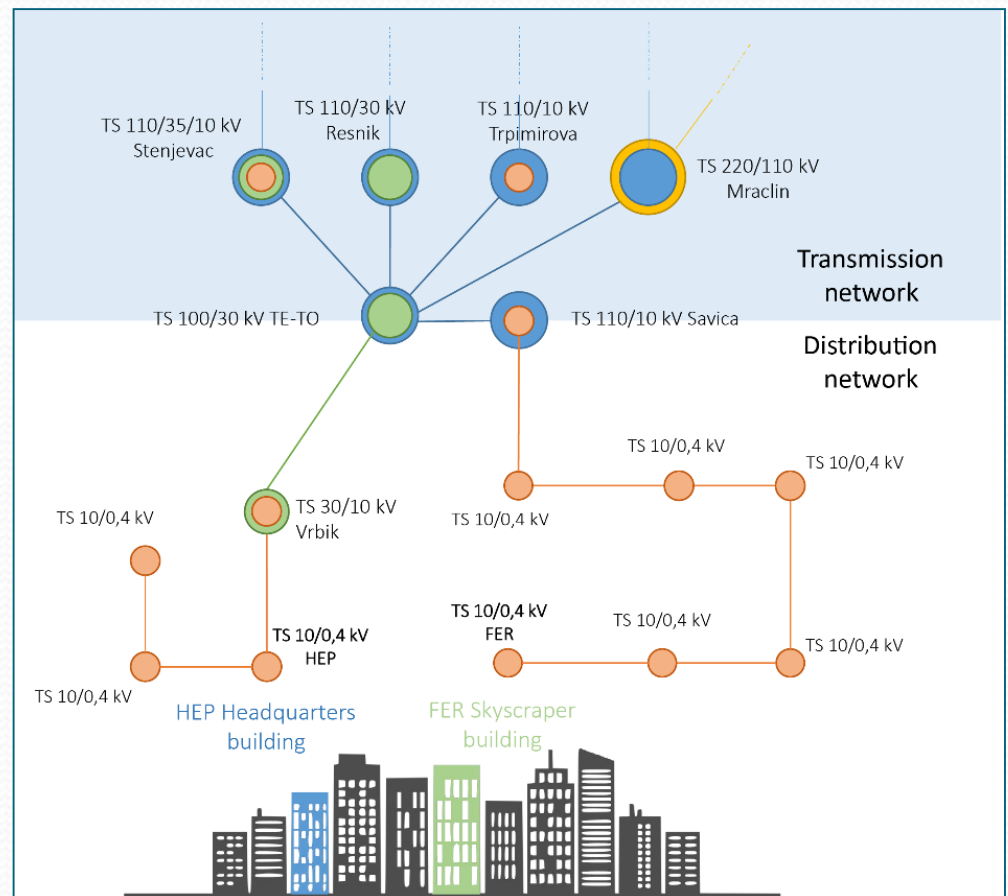 TS 110/35/10 kV
Stenjevac
TS 110/30 kV
Resnik
TS 110/10 kV
Trpimirova
TS 220/110 kV
Mraclin
Transmission
network
TS 100/30 kV TE-TO
TS 110/10 kV Savica
Distribution
network
TS 10/0,4 kV
TS 10/0,4 kV
TS 10/0,4 kV
TS 30/10 kV
Vrbik
TS 10/0,4 kV
TS 10/0,4 kV
HEP
TS 10/0,4 kV
FER
TS 10/0,4 kV
TS 10/0,4 kV
TS 10/0,4 kV
HEP Headquarters
building
FER Skyscraper
building